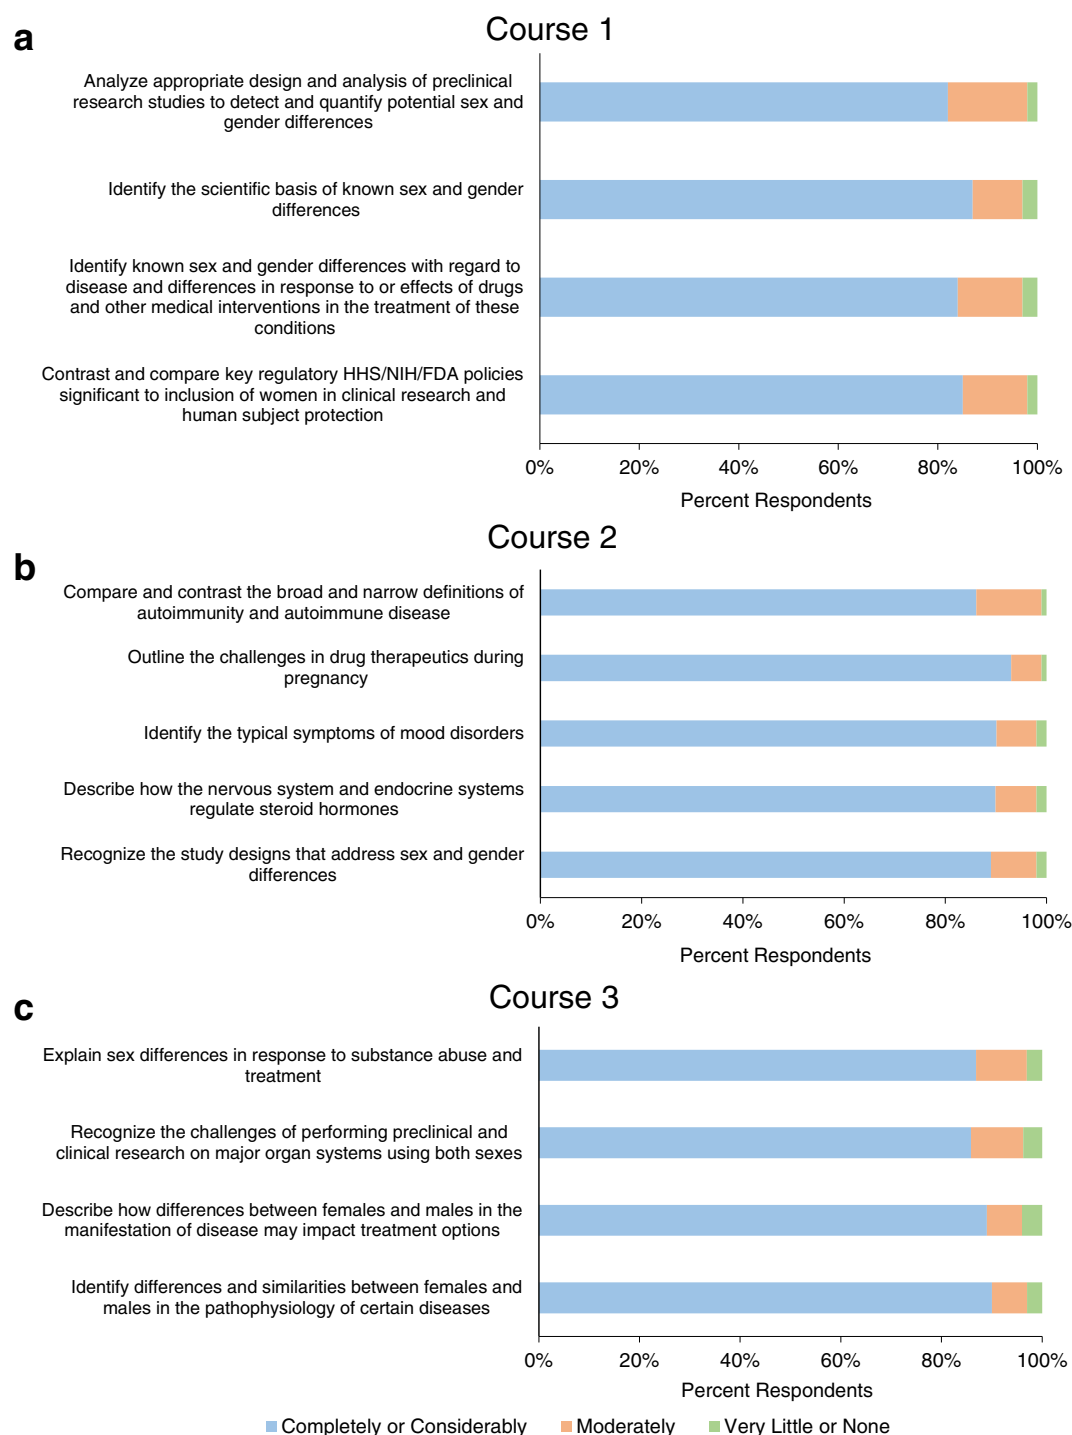 a
Course 1
Analyze appropriate design and analysis of preclinical
research studies to detect and quantify potential sex and
gender differences
Identify the scientific basis of known sex and gender
differences
Identify known sex and gender differences with regard to
disease and differences in response to or effects of drugs
and other medical interventions in the treatment of these
conditions
Contrast and compare key regulatory HHS/NIH/FDA policies
significant to inclusion of women in clinical research and
human subject protection
0% 20% 40% 60% 80% 100%
Percent Respondents
Course 2
b
Compare and contrast the broad and narrow definitions of
autoimmunity and autoimmune disease
Outline the challenges in drug therapeutics during
pregnancy
Identify the typical symptoms of mood disorders
Describe how the nervous system and endocrine systems
regulate steroid hormones
Recognize the study designs that address sex and gender
differences
0% 20% 40% 60% 80% 100%
Percent Respondents
Course 3
c
Explain sex differences in response to substance abuse and
treatment
Recognize the challenges of performing preclinical and
clinical research on major organ systems using both sexes
Describe how differences between females and males in the
manifestation of disease may impact treatment options
Identify differences and similarities between females and
males in the pathophysiology of certain diseases
0% 20% 40% 60% 80% 100%
Percent Respondents
Completely or Considerably Moderately Very Little or None